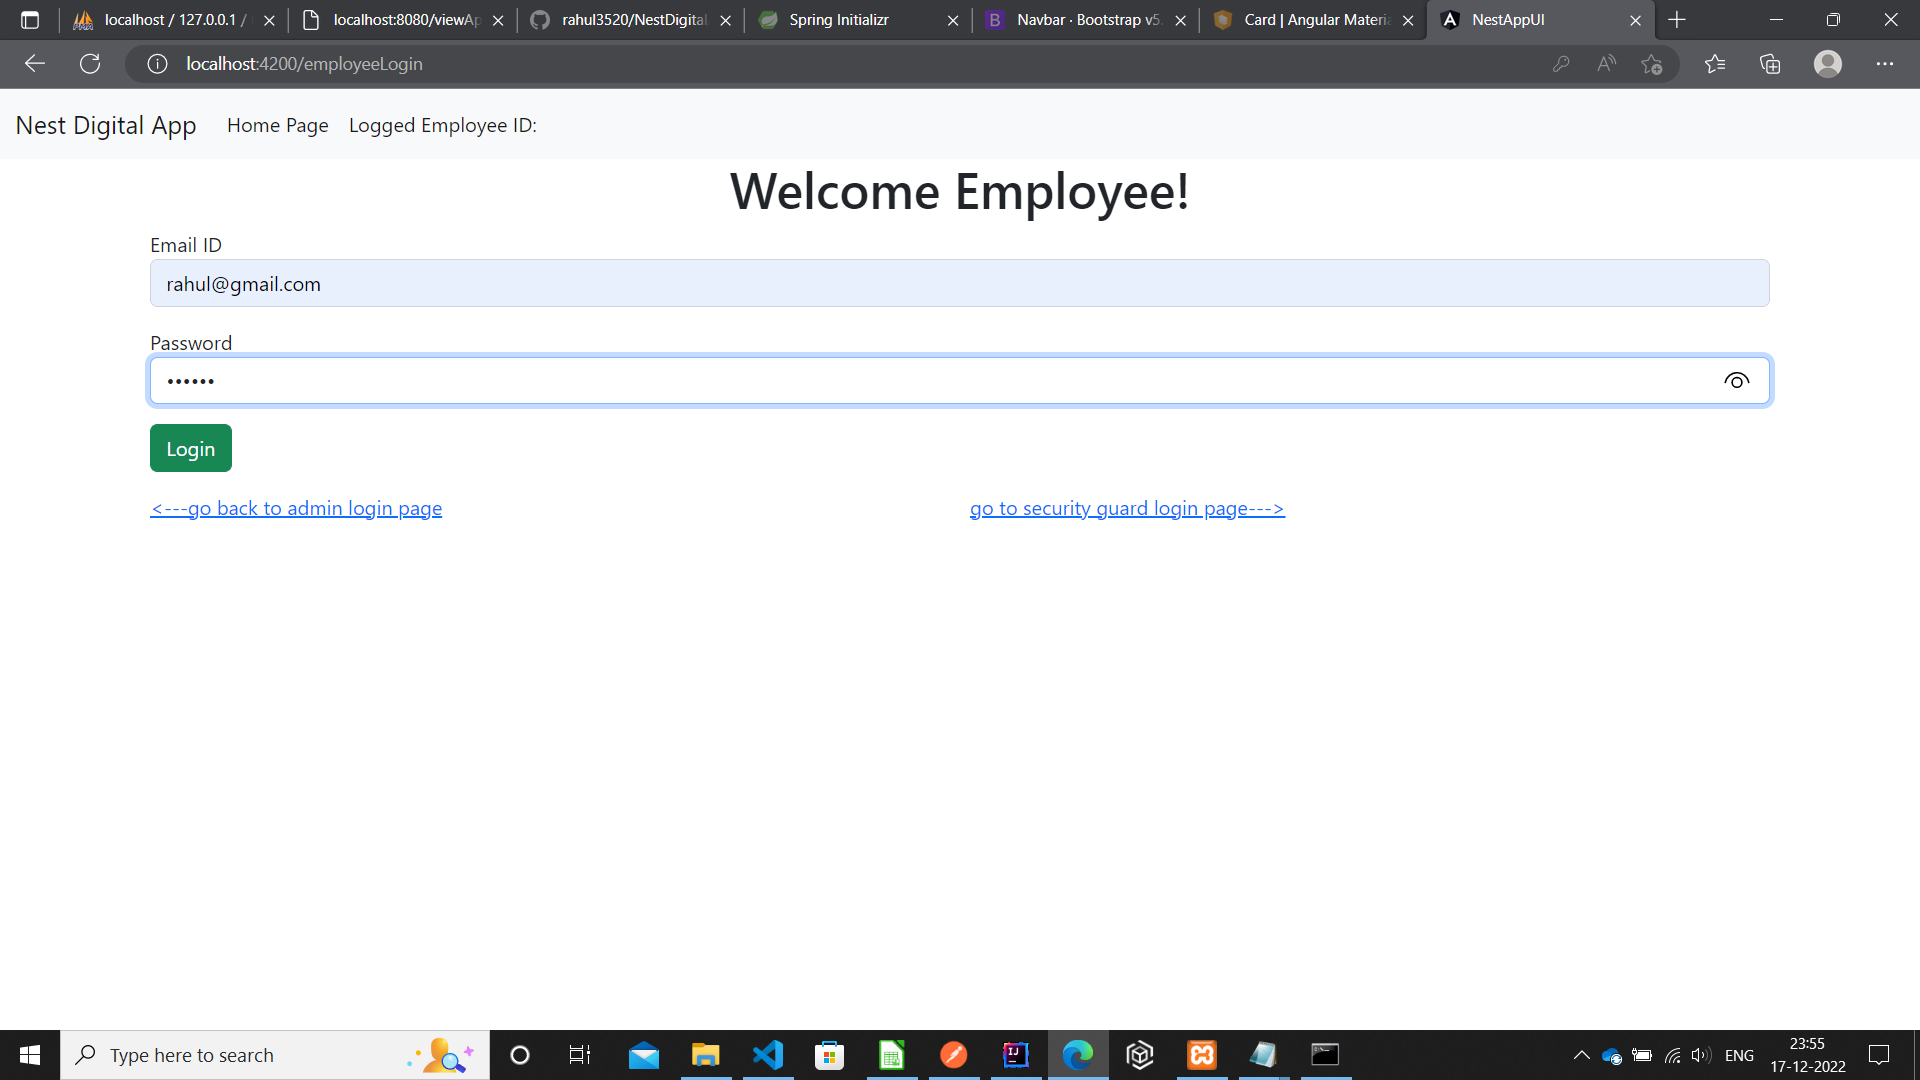 localhost / 127.0.0.1 /
localhost:8080/viewAp
rahul3520/NestDigital
Spring Initializr
Navbar · Bootstrap v5.
Card | Angular Materia
NestAppUI
localhost:4200/employeeLogin
Nest Digital App
Home Page
Logged Employee ID:
Welcome Employee!
Email ID
rahul@gmail.com
Password
••••••
Login
<---go back to admin login page
go to security guard login page--->
Type here to search
ENG
23:55
17-12-2022